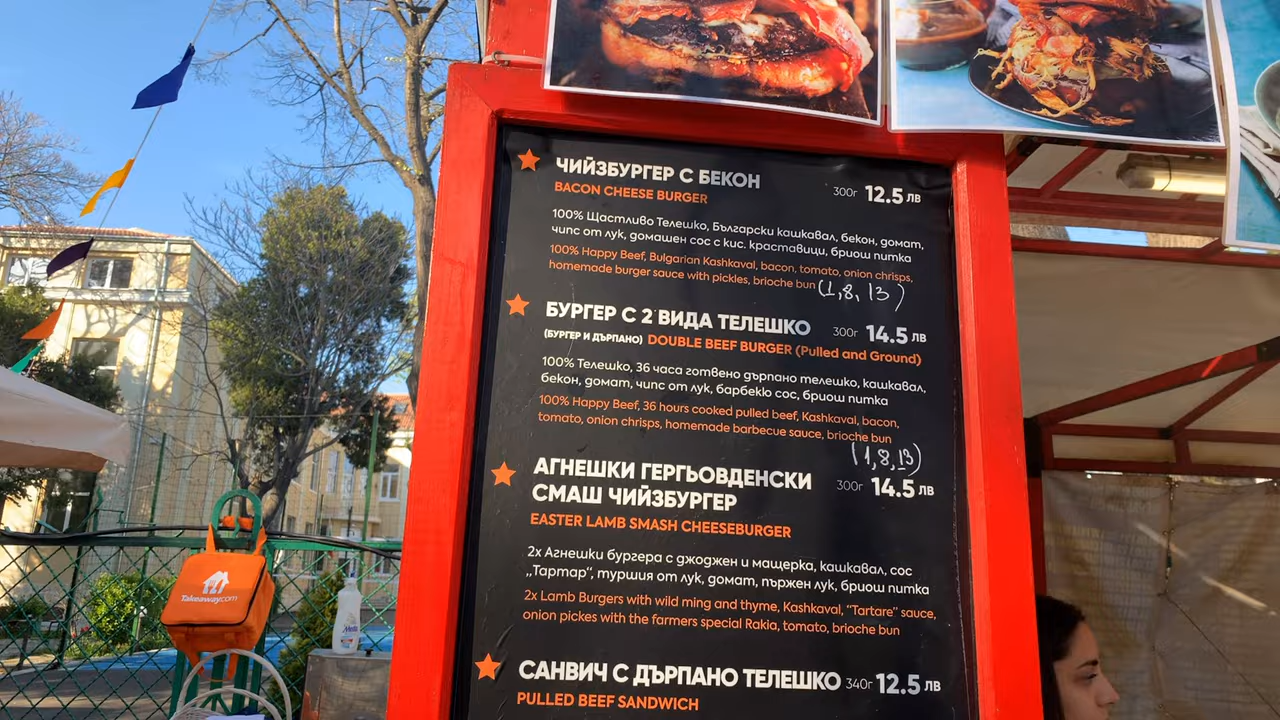 ЧИЙЗБУРГЕР С БЕКОН 300г 12.5 ЛВ
BACON CHEESE BURGER
100% Щастливо Телешко, Български кашкавал, бекон, домат,
чипс от лук, домашен сос с кис. краставици, бриош питка
100% Happy Beef, Bulgarian Kashkaval, bacon, tomato, onion chrisps,
homemade burger sauce with pickles, brioche bun (1,8,13)
БУРГЕР С 2 ВИДА ТЕЛЕШКО 300г 14.5 ЛВ
(БУРГЕР И ДЪРПАНО) DOUBLE BEEF BURGER (Pulled and Ground)
100% Телешко, 36 часа готвено дърпано телешко, кашкавал,
бекон, домат, чипс от лук, барбекю сос, бриош питка
100% Happy Beef, 36 hours cooked pulled beef, Kashkaval, bacon,
tomato, onion chrisps, homemade barbecue sauce, brioche bun
(1,8,13)
АГНЕШКИ ГЕРГЬОВДЕНСКИ
СМАШ ЧИЙЗБУРГЕР 300г 14.5 ЛВ
EASTER LAMB SMASH CHEESEBURGER
2x Агнешки бургера с джоджен и мащерка, кашкавал, сос
„Тартар“, туршия от лук, домат, пържен лук, бриош питка
2x Lamb Burgers with wild ming and thyme, Kashkaval, “Tartare” sauce,
onion pickes with the farmers special Rakia, tomato, brioche bun
САНВИЧ С ДЪРПАНО ТЕЛЕШКО 340г 12.5 ЛВ
PULLED BEEF SANDWICH
Takeaway.com